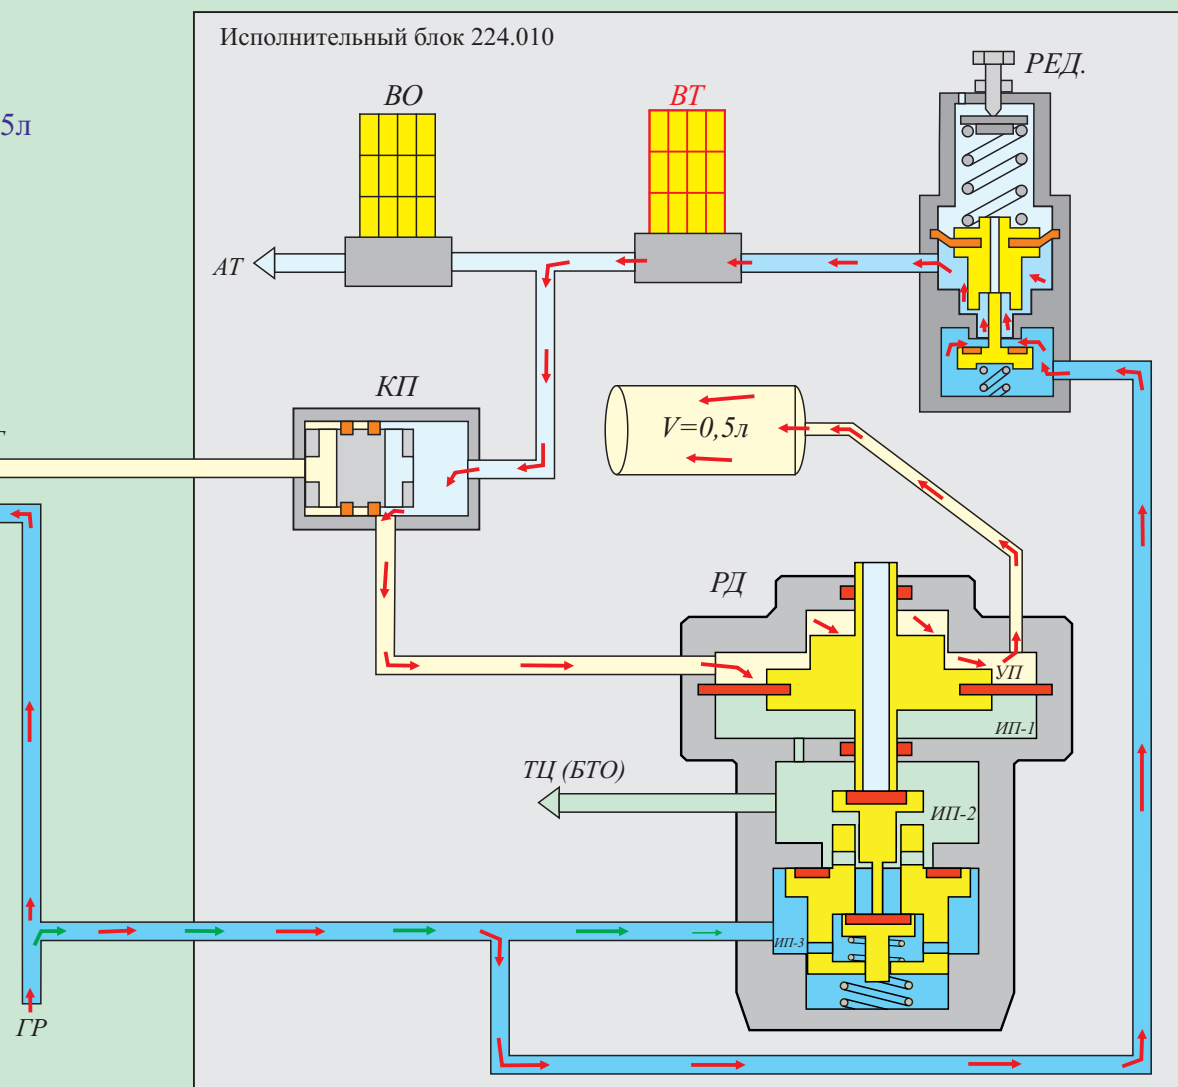 Исполнительный блок 224.010
РЕД.
ВО
ВТ
5л
АТ
КП
V=0,5л
РД
УП
ИП-1
ТЦ (БТО)
ИП-2
ИП-3
ГР